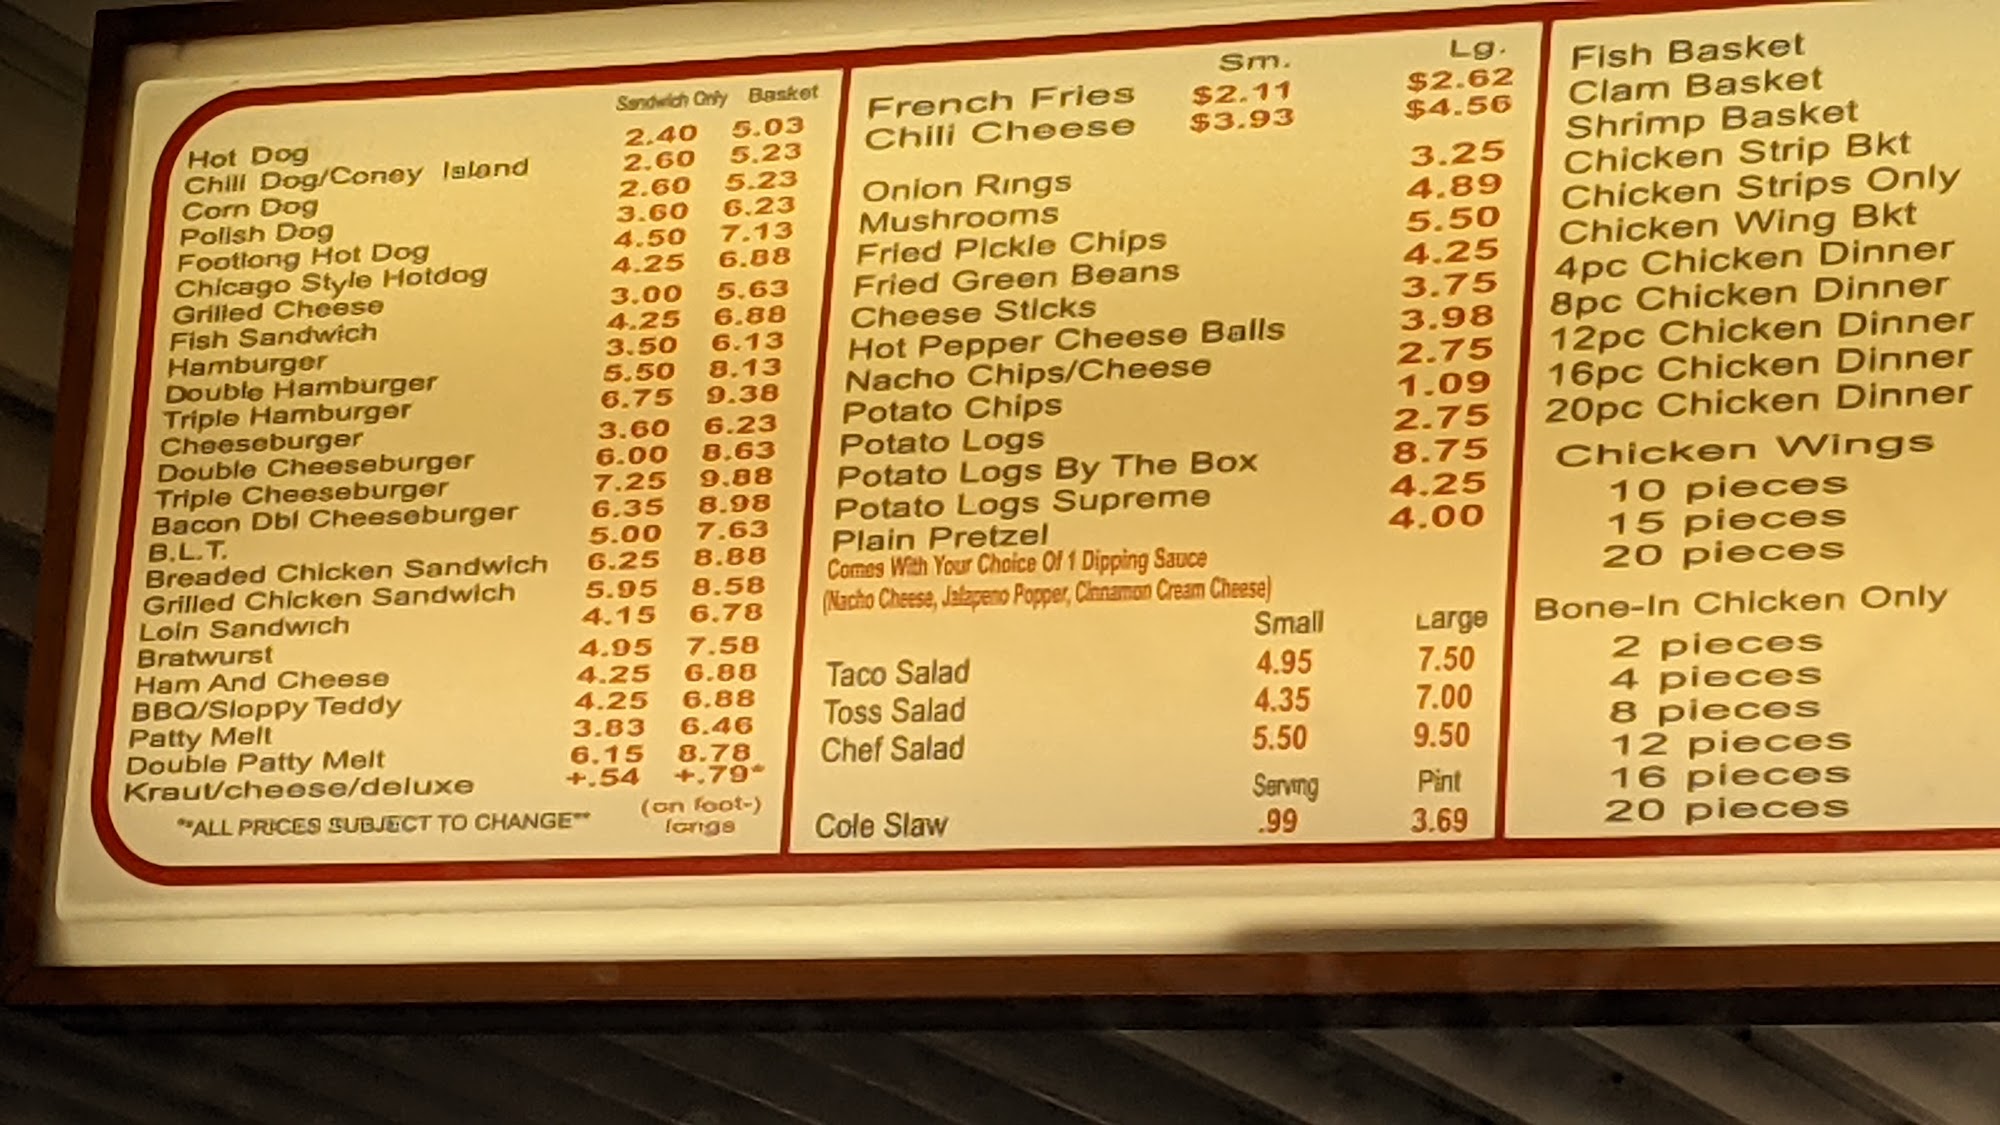 Sandwich Only Basket
Hot Dog 2.40 5.03
Chili Dog/Coney Island 2.60 5.23
Corn Dog 2.60 5.23
Polish Dog 3.60 6.23
Footlong Hot Dog 4.50 7.13
Chicago Style Hotdog 4.25 6.88
Grilled Cheese 3.00 5.63
Fish Sandwich 4.25 6.88
Hamburger 3.50 6.13
Double Hamburger 5.50 8.13
Triple Hamburger 6.75 9.38
Cheeseburger 3.60 6.23
Double Cheeseburger 6.00 8.63
Triple Cheeseburger 7.25 9.88
Bacon Dbl Cheeseburger 6.35 8.98
B.L.T. 5.00 7.63
Breaded Chicken Sandwich 6.25 8.88
Grilled Chicken Sandwich 5.95 8.58
Loin Sandwich 4.15 6.78
Bratwurst 4.95 7.58
Ham And Cheese 4.25 6.88
BBQ/Sloppy Teddy 4.25 6.88
Patty Melt 3.83 6.46
Double Patty Melt 6.15 8.78
Kraut/cheese/deluxe +.54 +.79*
**ALL PRICES SUBJECT TO CHANGE** (on foot-)
longs
Sm. Lg.
French Fries $2.11 $2.62
Chili Cheese $3.93 $4.56
Onion Rings 3.25
Mushrooms 4.89
Fried Pickle Chips 5.50
Fried Green Beans 4.25
Cheese Sticks 3.75
Hot Pepper Cheese Balls 3.98
Nacho Chips/Cheese 2.75
Potato Chips 1.09
Potato Logs 2.75
Potato Logs By The Box 8.75
Potato Logs Supreme 4.25
Plain Pretzel 4.00
Comes With Your Choice Of 1 Dipping Sauce
(Nacho Cheese, Jalapeno Popper, Cinnamon Cream Cheese)
Small Large
Taco Salad 4.95 7.50
Toss Salad 4.35 7.00
Chef Salad 5.50 9.50
Serving Pint
Cole Slaw .99 3.69
Fish Basket
Clam Basket
Shrimp Basket
Chicken Strip Bkt
Chicken Strips Only
Chicken Wing Bkt
4pc Chicken Dinner
8pc Chicken Dinner
12pc Chicken Dinner
16pc Chicken Dinner
20pc Chicken Dinner
Chicken Wings
10 pieces
15 pieces
20 pieces
Bone-In Chicken Only
2 pieces
4 pieces
8 pieces
12 pieces
16 pieces
20 pieces